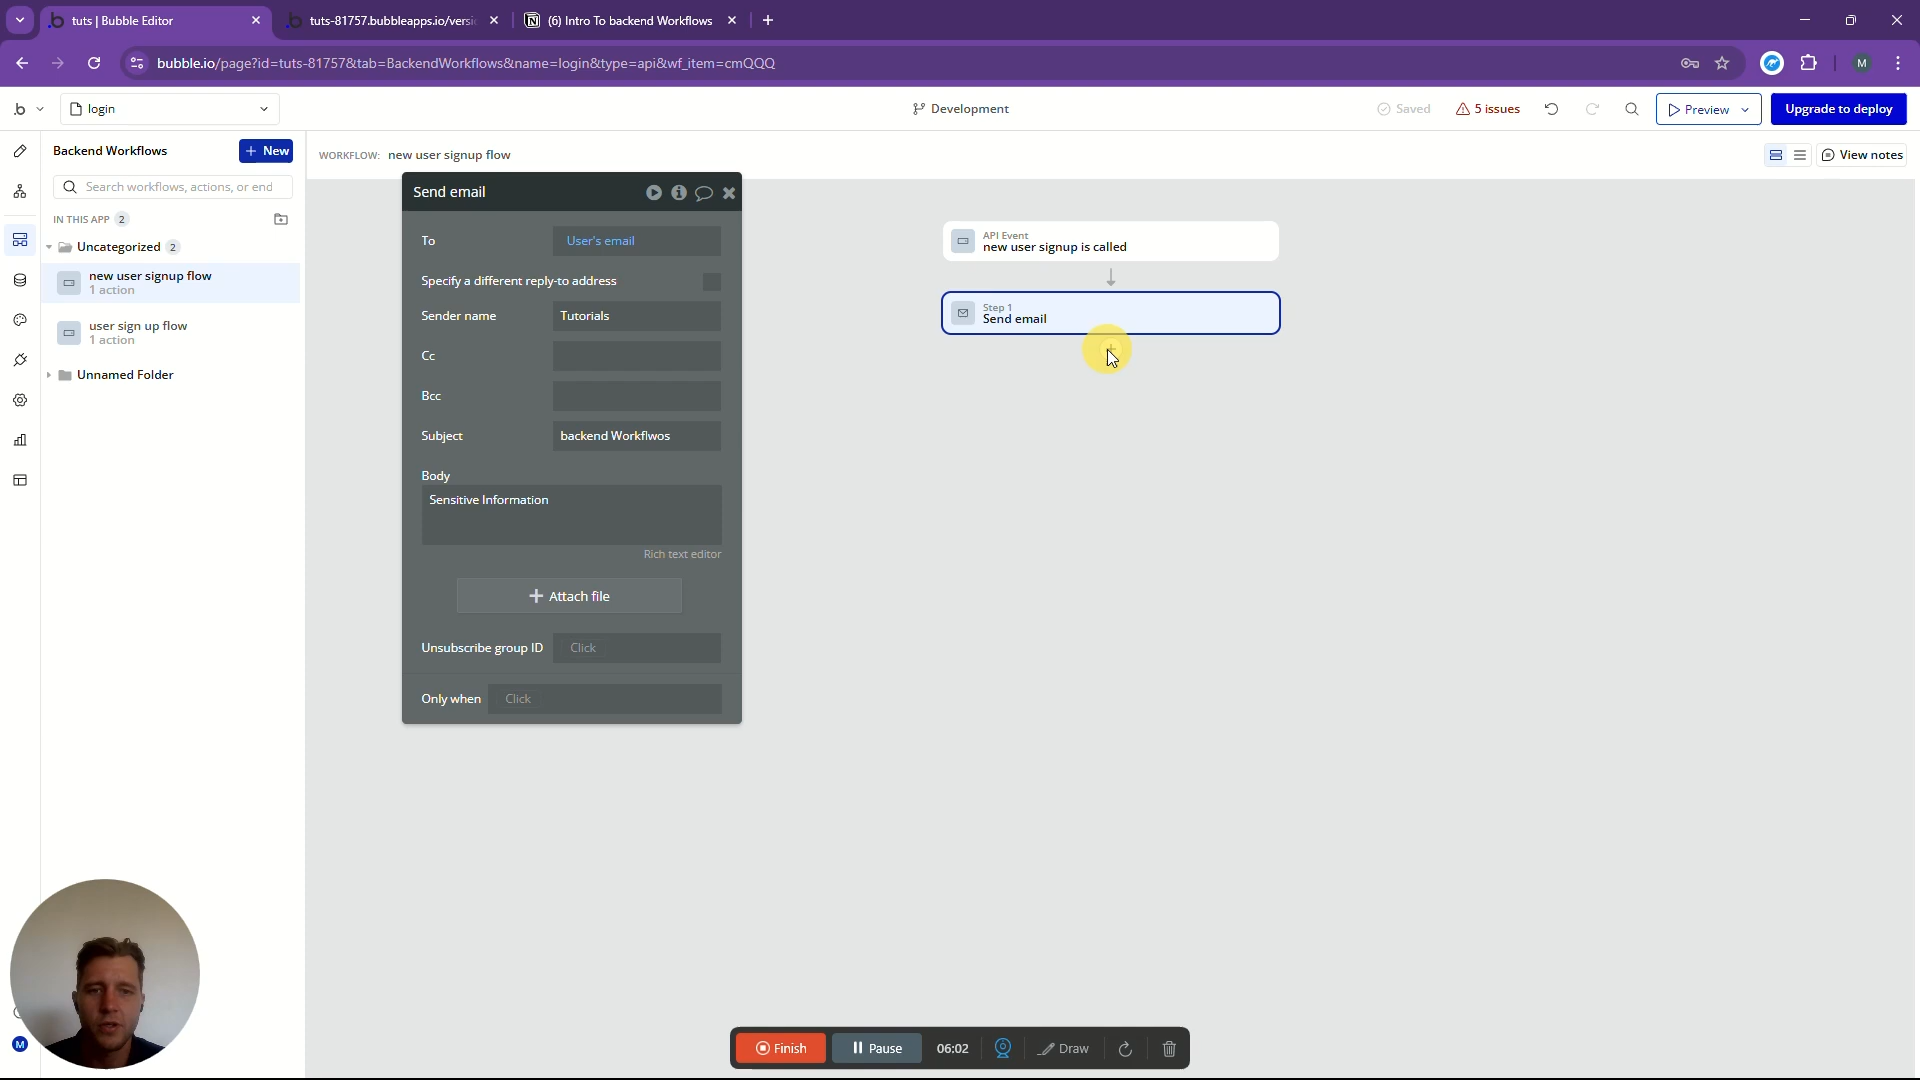 tuts | Bubble Editor
tuts-81757.bubbleapps.io/versi
(6) Intro To backend Workflows
bubble.io/page?id=tuts-81757&tab=BackendWorkflows&name=login&type=api&wf_item=cmQQQ
M
login
Development
Saved
5 issues
Preview
Upgrade to deploy
Backend Workflows
+ New
Search workflows, actions, or end
IN THIS APP 2
Uncategorized 2
new user signup flow
1 action
user sign up flow
1 action
Unnamed Folder
WORKFLOW: new user signup flow
View notes
Send email
To
User's email
Specify a different reply-to address
Sender name
Tutorials
Cc
Bcc
Subject
backend Workflwos
Body
Sensitive Information
Rich text editor
+ Attach file
Unsubscribe group ID
Click
Only when
Click
API Event
new user signup is called
Step 1
Send email
M
Finish
Pause
06:02
Draw